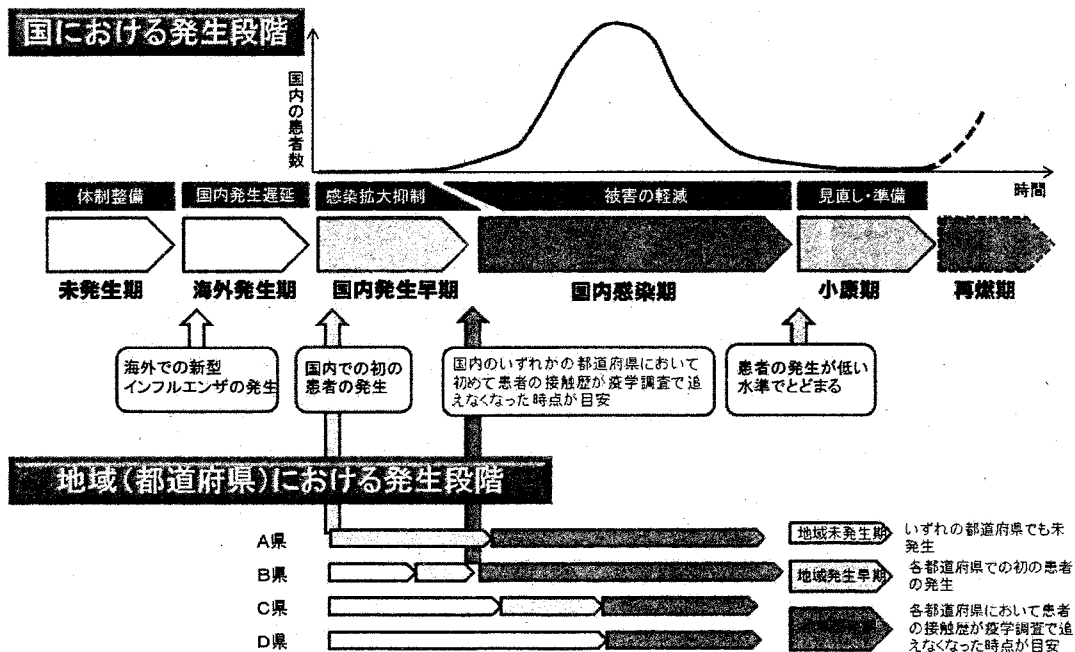 国における発生段階
国内の患者数
時間
体制整備
国内発生遅延
感染拡大抑制
被害の軽減
見直し・準備
未発生期
海外発生期
国内発生早期
国内感染期
小康期
再燃期
海外での新型
インフルエンザの発生
国内での初の
患者の発生
国内のいずれかの都道府県において
初めて患者の接触歴が疫学調査で追
えなくなった時点が目安
患者の発生が低い
水準でとどまる
地域(都道府県)における発生段階
A県
B県
C県
D県
地域未発生期
いずれの都道府県でも未
発生
地域発生早期
各都道府県での初の患者
の発生
各都道府県において患者
の接触歴が疫学調査で追
えなくなった時点が目安